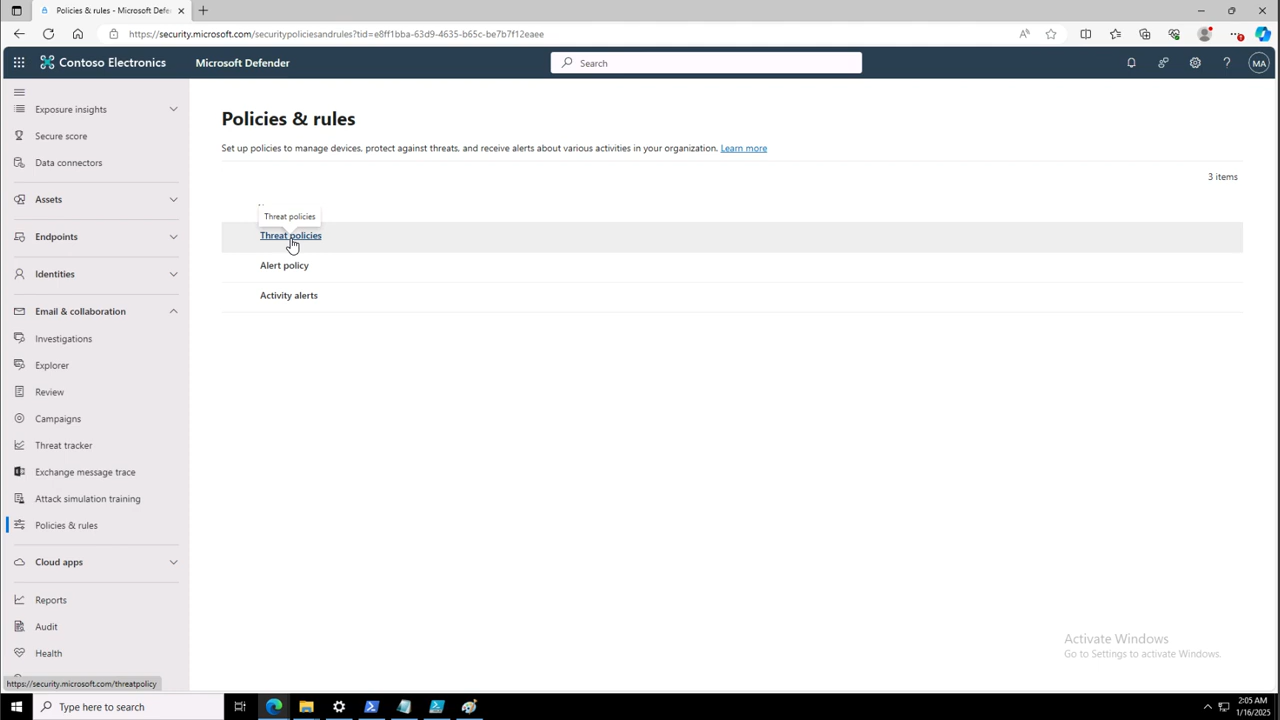 Policies & rules - Microsoft Defen
https://security.microsoft.com/securitypoliciesandrules?tid=e8ff1bba-63d9-4635-b65c-be7b7f12eaee
Contoso Electronics
Microsoft Defender
Search
MA
Exposure insights
Secure score
Data connectors
Assets
Endpoints
Identities
Email & collaboration
Investigations
Explorer
Review
Campaigns
Threat tracker
Exchange message trace
Attack simulation training
Policies & rules
Cloud apps
Reports
Audit
Health
https://security.microsoft.com/threatpolicy
Policies & rules
Set up policies to manage devices, protect against threats, and receive alerts about various activities in your organization. Learn more
3 items
Threat policies
Threat policies
Alert policy
Activity alerts
Activate Windows
Go to Settings to activate Windows.
Type here to search
2:05 AM
1/16/2025